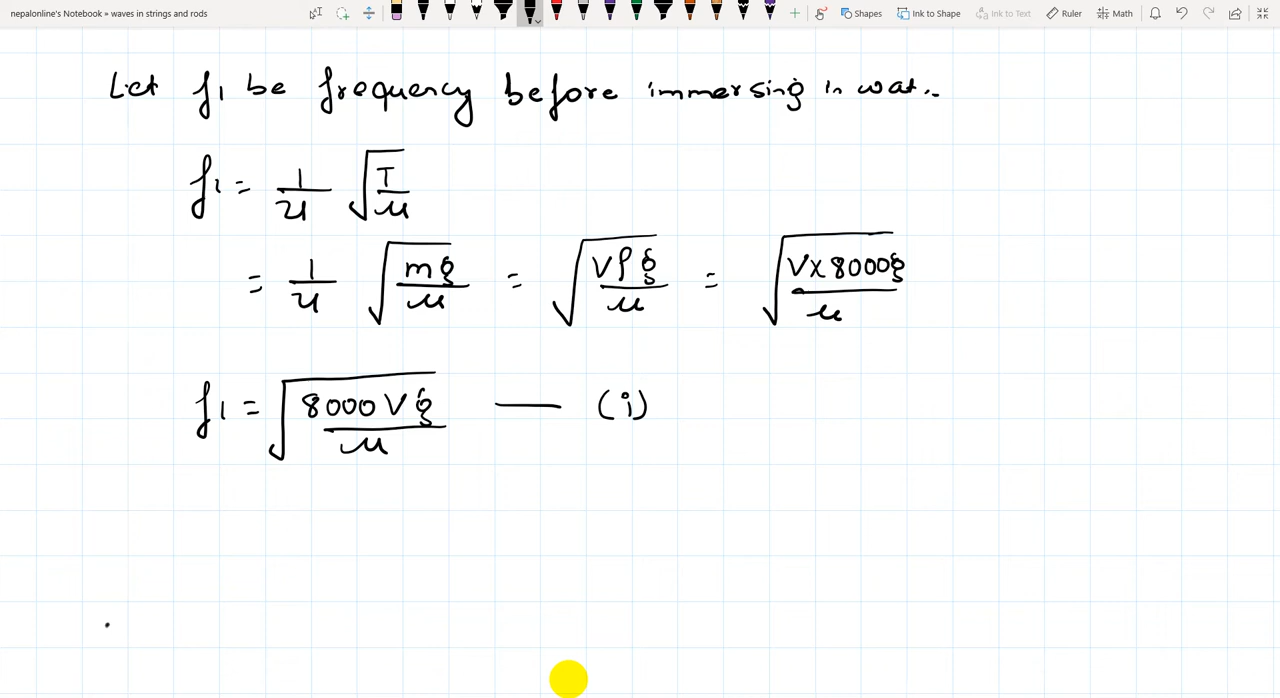 nepalonline's Notebook » waves in strings and rods
Shapes Ink to Shape Ink to Text Ruler Math
Let f1 be frequency before immersing in wat..
f1 = 1/2l √(T/μ)
= 1/2l √(mg/μ) = √(Vρg/μ) = √(V×8000g/μ)
f1 = √(8000Vg/μ) — (i)